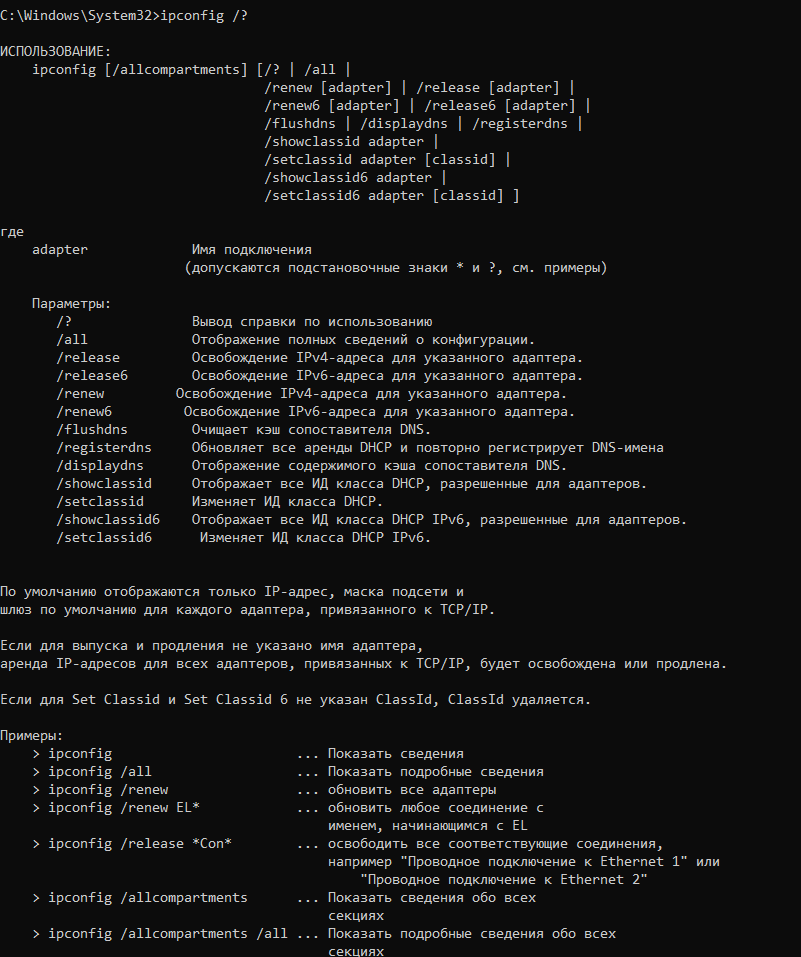 C:\Windows\System32>ipconfig /?
ИСПОЛЬЗОВАНИЕ:
ipconfig [/allcompartments] [/? | /all |
/renew [adapter] | /release [adapter] |
/renew6 [adapter] | /release6 [adapter] |
/flushdns | /displaydns | /registerdns |
/showclassid adapter |
/setclassid adapter [classid] |
/showclassid6 adapter |
/setclassid6 adapter [classid] ]
где
adapter Имя подключения
(допускаются подстановочные знаки * и ?, см. примеры)
Параметры:
/? Вывод справки по использованию
/all Отображение полных сведений о конфигурации.
/release Освобождение IPv4-адреса для указанного адаптера.
/release6 Освобождение IPv6-адреса для указанного адаптера.
/renew Освобождение IPv4-адреса для указанного адаптера.
/renew6 Освобождение IPv6-адреса для указанного адаптера.
/flushdns Очищает кэш сопоставителя DNS.
/registerdns Обновляет все аренды DHCP и повторно регистрирует DNS-имена
/displaydns Отображение содержимого кэша сопоставителя DNS.
/showclassid Отображает все ИД класса DHCP, разрешенные для адаптеров.
/setclassid Изменяет ИД класса DHCP.
/showclassid6 Отображает все ИД класса DHCP IPv6, разрешенные для адаптеров.
/setclassid6 Изменяет ИД класса DHCP IPv6.
По умолчанию отображаются только IP-адрес, маска подсети и
шлюз по умолчанию для каждого адаптера, привязанного к TCP/IP.
Если для выпуска и продления не указано имя адаптера,
аренда IP-адресов для всех адаптеров, привязанных к TCP/IP, будет освобождена или продлена.
Если для Set Classid и Set Classid 6 не указан ClassId, ClassId удаляется.
Примеры:
> ipconfig ... Показать сведения
> ipconfig /all ... Показать подробные сведения
> ipconfig /renew ... обновить все адаптеры
> ipconfig /renew EL* ... обновить любое соединение с
именем, начинающимся с EL
> ipconfig /release *Con* ... освободить все соответствующие соединения,
например "Проводное подключение к Ethernet 1" или
"Проводное подключение к Ethernet 2"
> ipconfig /allcompartments ... Показать сведения обо всех
секциях
> ipconfig /allcompartments /all ... Показать подробные сведения обо всех
секциях